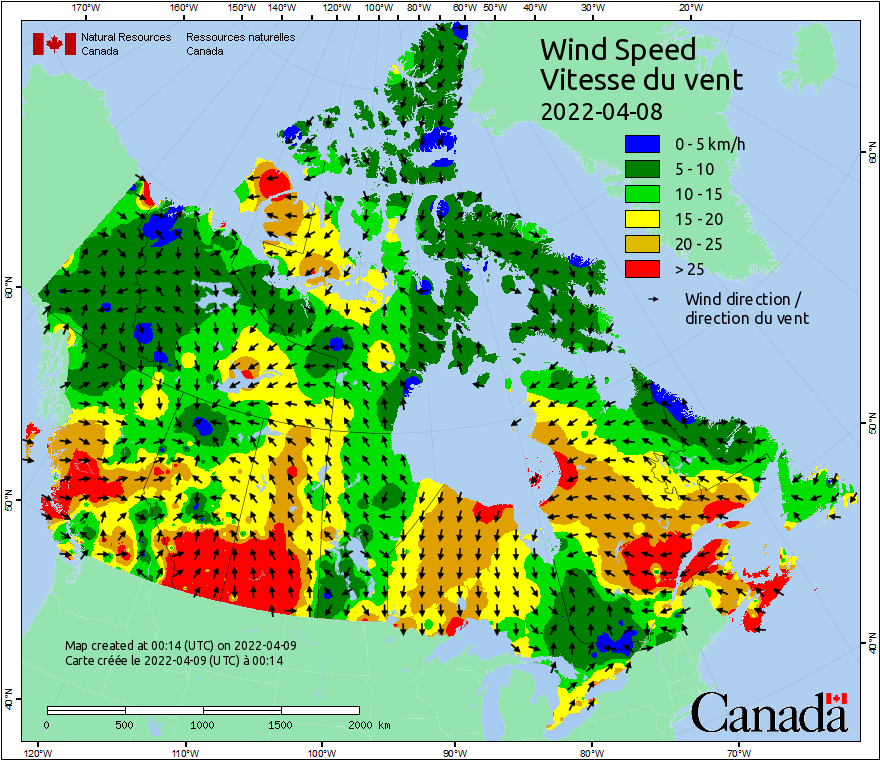 170°W 160°W 150°W 140°W 120°W 100°W 80°W 60°W 50°W 40°W 30°W 20°W
Natural Resources Canada
Ressources naturelles Canada
Wind Speed
Vitesse du vent
2022-04-08
0 - 5 km/h
5 - 10
10 - 15
15 - 20
20 - 25
> 25
Wind direction /
direction du vent
60°N
60°N
50°N
50°N
40°N
40°N
Map created at 00:14 (UTC) on 2022-04-09
Carte créée le 2022-04-09 (UTC) à 00:14
0 500 1000 1500 2000 km
Canada
120°W 110°W 100°W 90°W 80°W 70°W